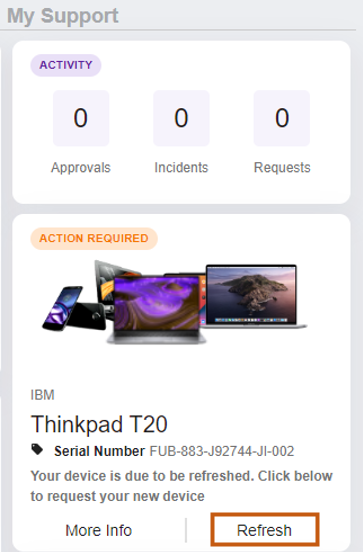 My Support
ACTIVITY
0 0 0
Approvals Incidents Requests
ACTION REQUIRED
IBM
Thinkpad T20
Serial Number FUB-883-J92744-JI-002
Your device is due to be refreshed. Click below
to request your new device
More Info Refresh